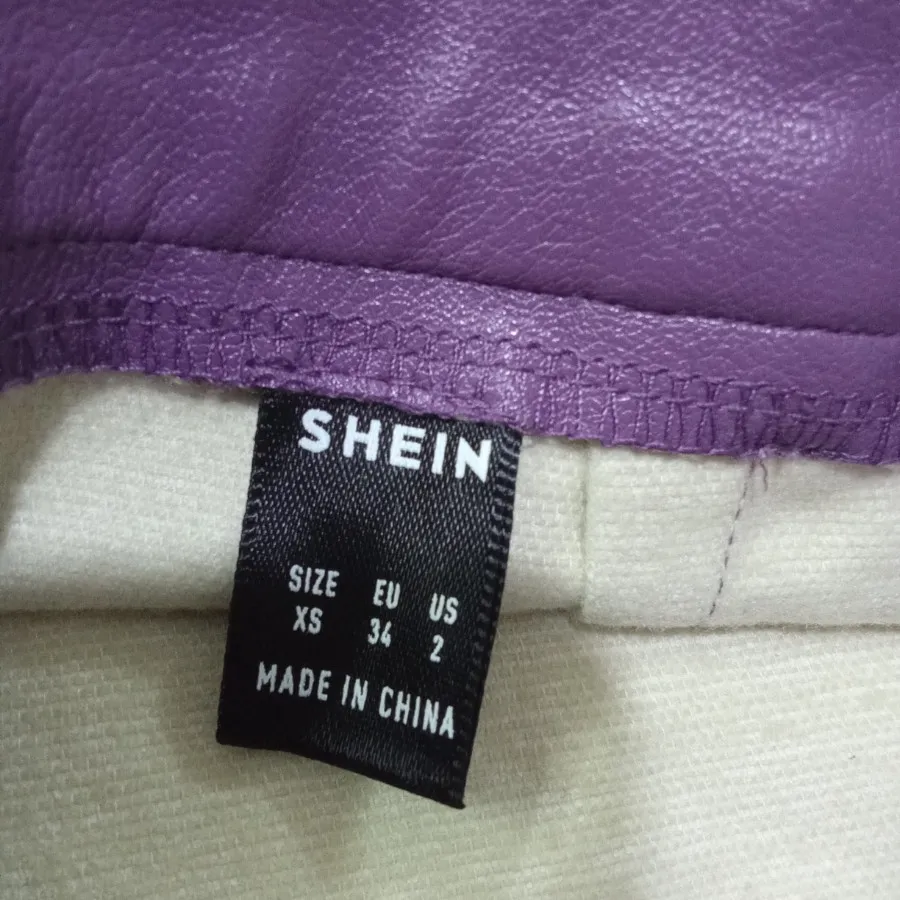 SHEIN
SIZE EU US
XS 34 2
MADE IN CHINA